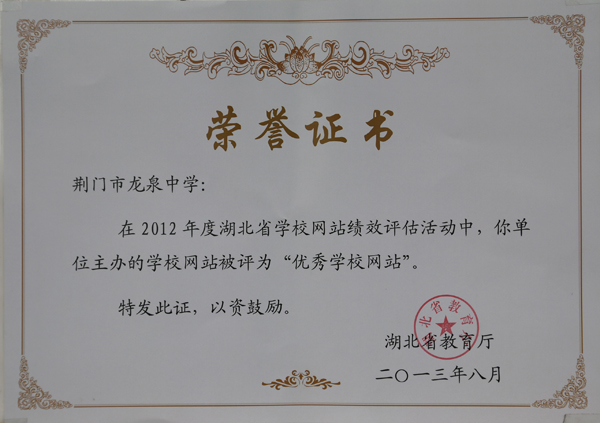 荣誉证书
荆门市龙泉中学：
在2012年度湖北省学校网站绩效评估活动中，你单
位主办的学校网站被评为“优秀学校网站”。
特发此证，以资鼓励。
湖北省教育厅
二〇一三年八月